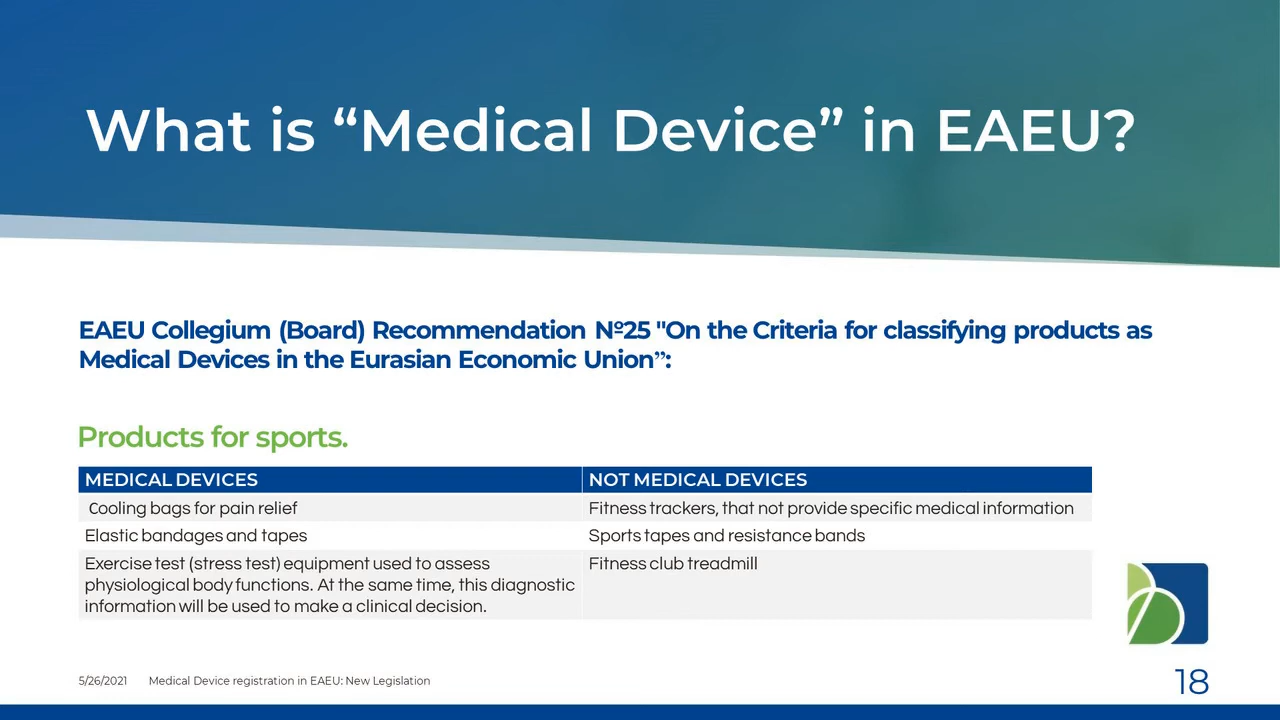 What is “Medical Device” in EAEU?
EAEU Collegium (Board) Recommendation №25 "On the Criteria for classifying products as
Medical Devices in the Eurasian Economic Union”:
Products for sports.
MEDICAL DEVICES
NOT MEDICAL DEVICES
Cooling bags for pain relief
Fitness trackers, that not provide specific medical information
Elastic bandages and tapes
Sports tapes and resistance bands
Exercise test (stress test) equipment used to assess
physiological body functions. At the same time, this diagnostic
information will be used to make a clinical decision.
Fitness club treadmill
5/26/2021
Medical Device registration in EAEU: New Legislation
18